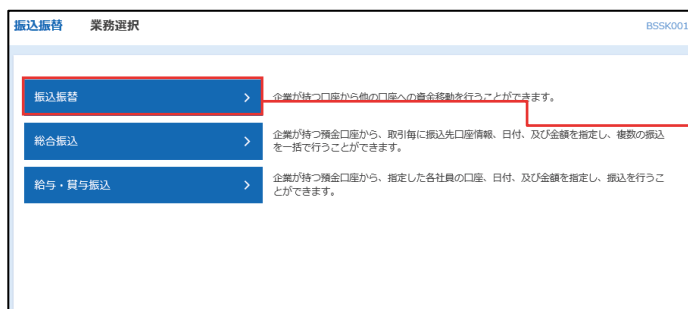 振込振替 業務選択 BSSK001
振込振替
企業が持つ口座から他の口座への資金移動を行うことができます。
総合振込
企業が持つ預金口座から、取引毎に振込先口座情報、日付、及び金額を指定し、複数の振込
を一括で行うことができます。
給与・賞与振込
企業が持つ預金口座から、指定した各社員の口座、日付、及び金額を指定し、振込を行うこ
とができます。